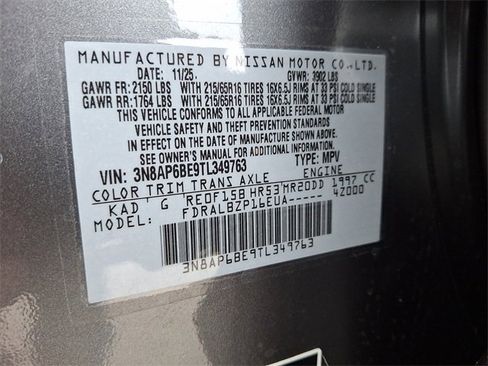 MANUFACTURED BY NISSAN MOTOR CO.,LTD.
DATE: 11/25. GVWR: 3902 LBS
GAWR FR: 2150 LBS WITH 215/65R16 TIRES 16X6.5J RIMS AT 33 PSI COLD SINGLE
GAWR RR: 1764 LBS WITH 215/65R16 TIRES 16X6.5J RIMS AT 33 PSI COLD SINGLE
THIS VEHICLE CONFORMS TO ALL APPLICABLE FEDERAL MOTOR
VEHICLE SAFETY AND THEFT PREVENTION STANDARDS
IN EFFECT ON THE DATE OF MANUFACTURE SHOWN ABOVE.
SEE OWNER'S MANUAL FOR ADDITIONAL INFORMATION
VIN: 3N8AP6BE9TL349763 TYPE: MPV
COLOR TRIM TRANS AXLE ENGINE
KAD G RE0F15B HR53 MR20DD 1997 CC
MODEL: FDRALBZP16EUA----- 42000
3N8AP6BE9TL349763